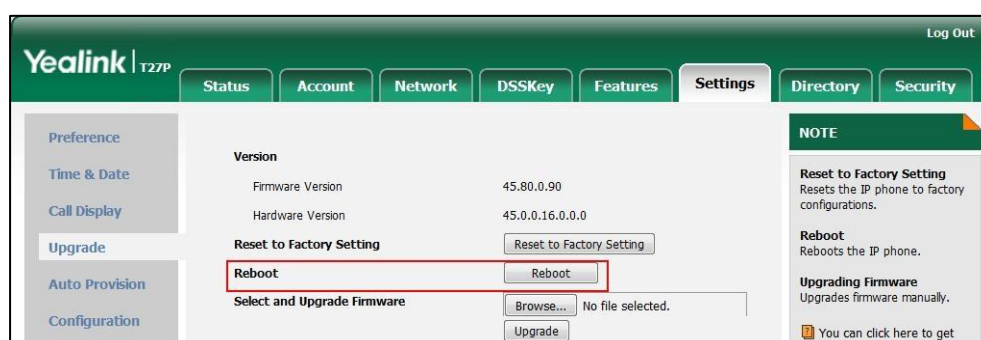 Log Out
Yealink T27P
Status Account Network DSSKey Features Settings Directory Security
Preference
Time & Date
Call Display
Upgrade
Auto Provision
Configuration
Version
Firmware Version 45.80.0.90
Hardware Version 45.0.0.16.0.0.0
Reset to Factory Setting Reset to Factory Setting
Reboot Reboot
Select and Upgrade Firmware Browse... No file selected.
Upgrade
NOTE
Reset to Factory Setting
Resets the IP phone to factory
configurations.
Reboot
Reboots the IP phone.
Upgrading Firmware
Upgrades firmware manually.
You can click here to get